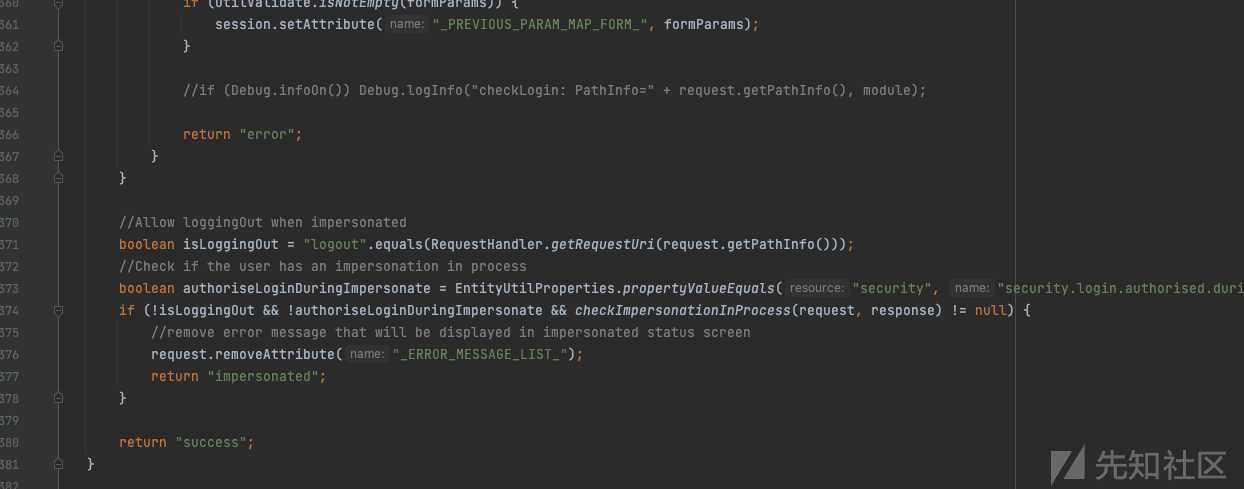 360 if (UtilValidate.isNotEmpty(formParams)) {
361 session.setAttribute( name: "_PREVIOUS_PARAM_MAP_FORM_", formParams);
362 }
363
364 //if (Debug.infoOn()) Debug.logInfo("checkLogin: PathInfo=" + request.getPathInfo(), module);
365
366 return "error";
367 }
368 }
369
370 //Allow loggingOut when impersonated
371 boolean isLoggingOut = "logout".equals(RequestHandler.getRequestUri(request.getPathInfo()));
372 //Check if the user has an impersonation in process
373 boolean authoriseLoginDuringImpersonate = EntityUtilProperties.propertyValueEquals( resource: "security", name: "security.login.authorised.duri
374 if (!isLoggingOut && !authoriseLoginDuringImpersonate && checkImpersonationInProcess(request, response) != null) {
375 //remove error message that will be displayed in impersonated status screen
376 request.removeAttribute( name: "_ERROR_MESSAGE_LIST_");
377 return "impersonated";
378 }
379
380 return "success";
381 }
382
先知社区